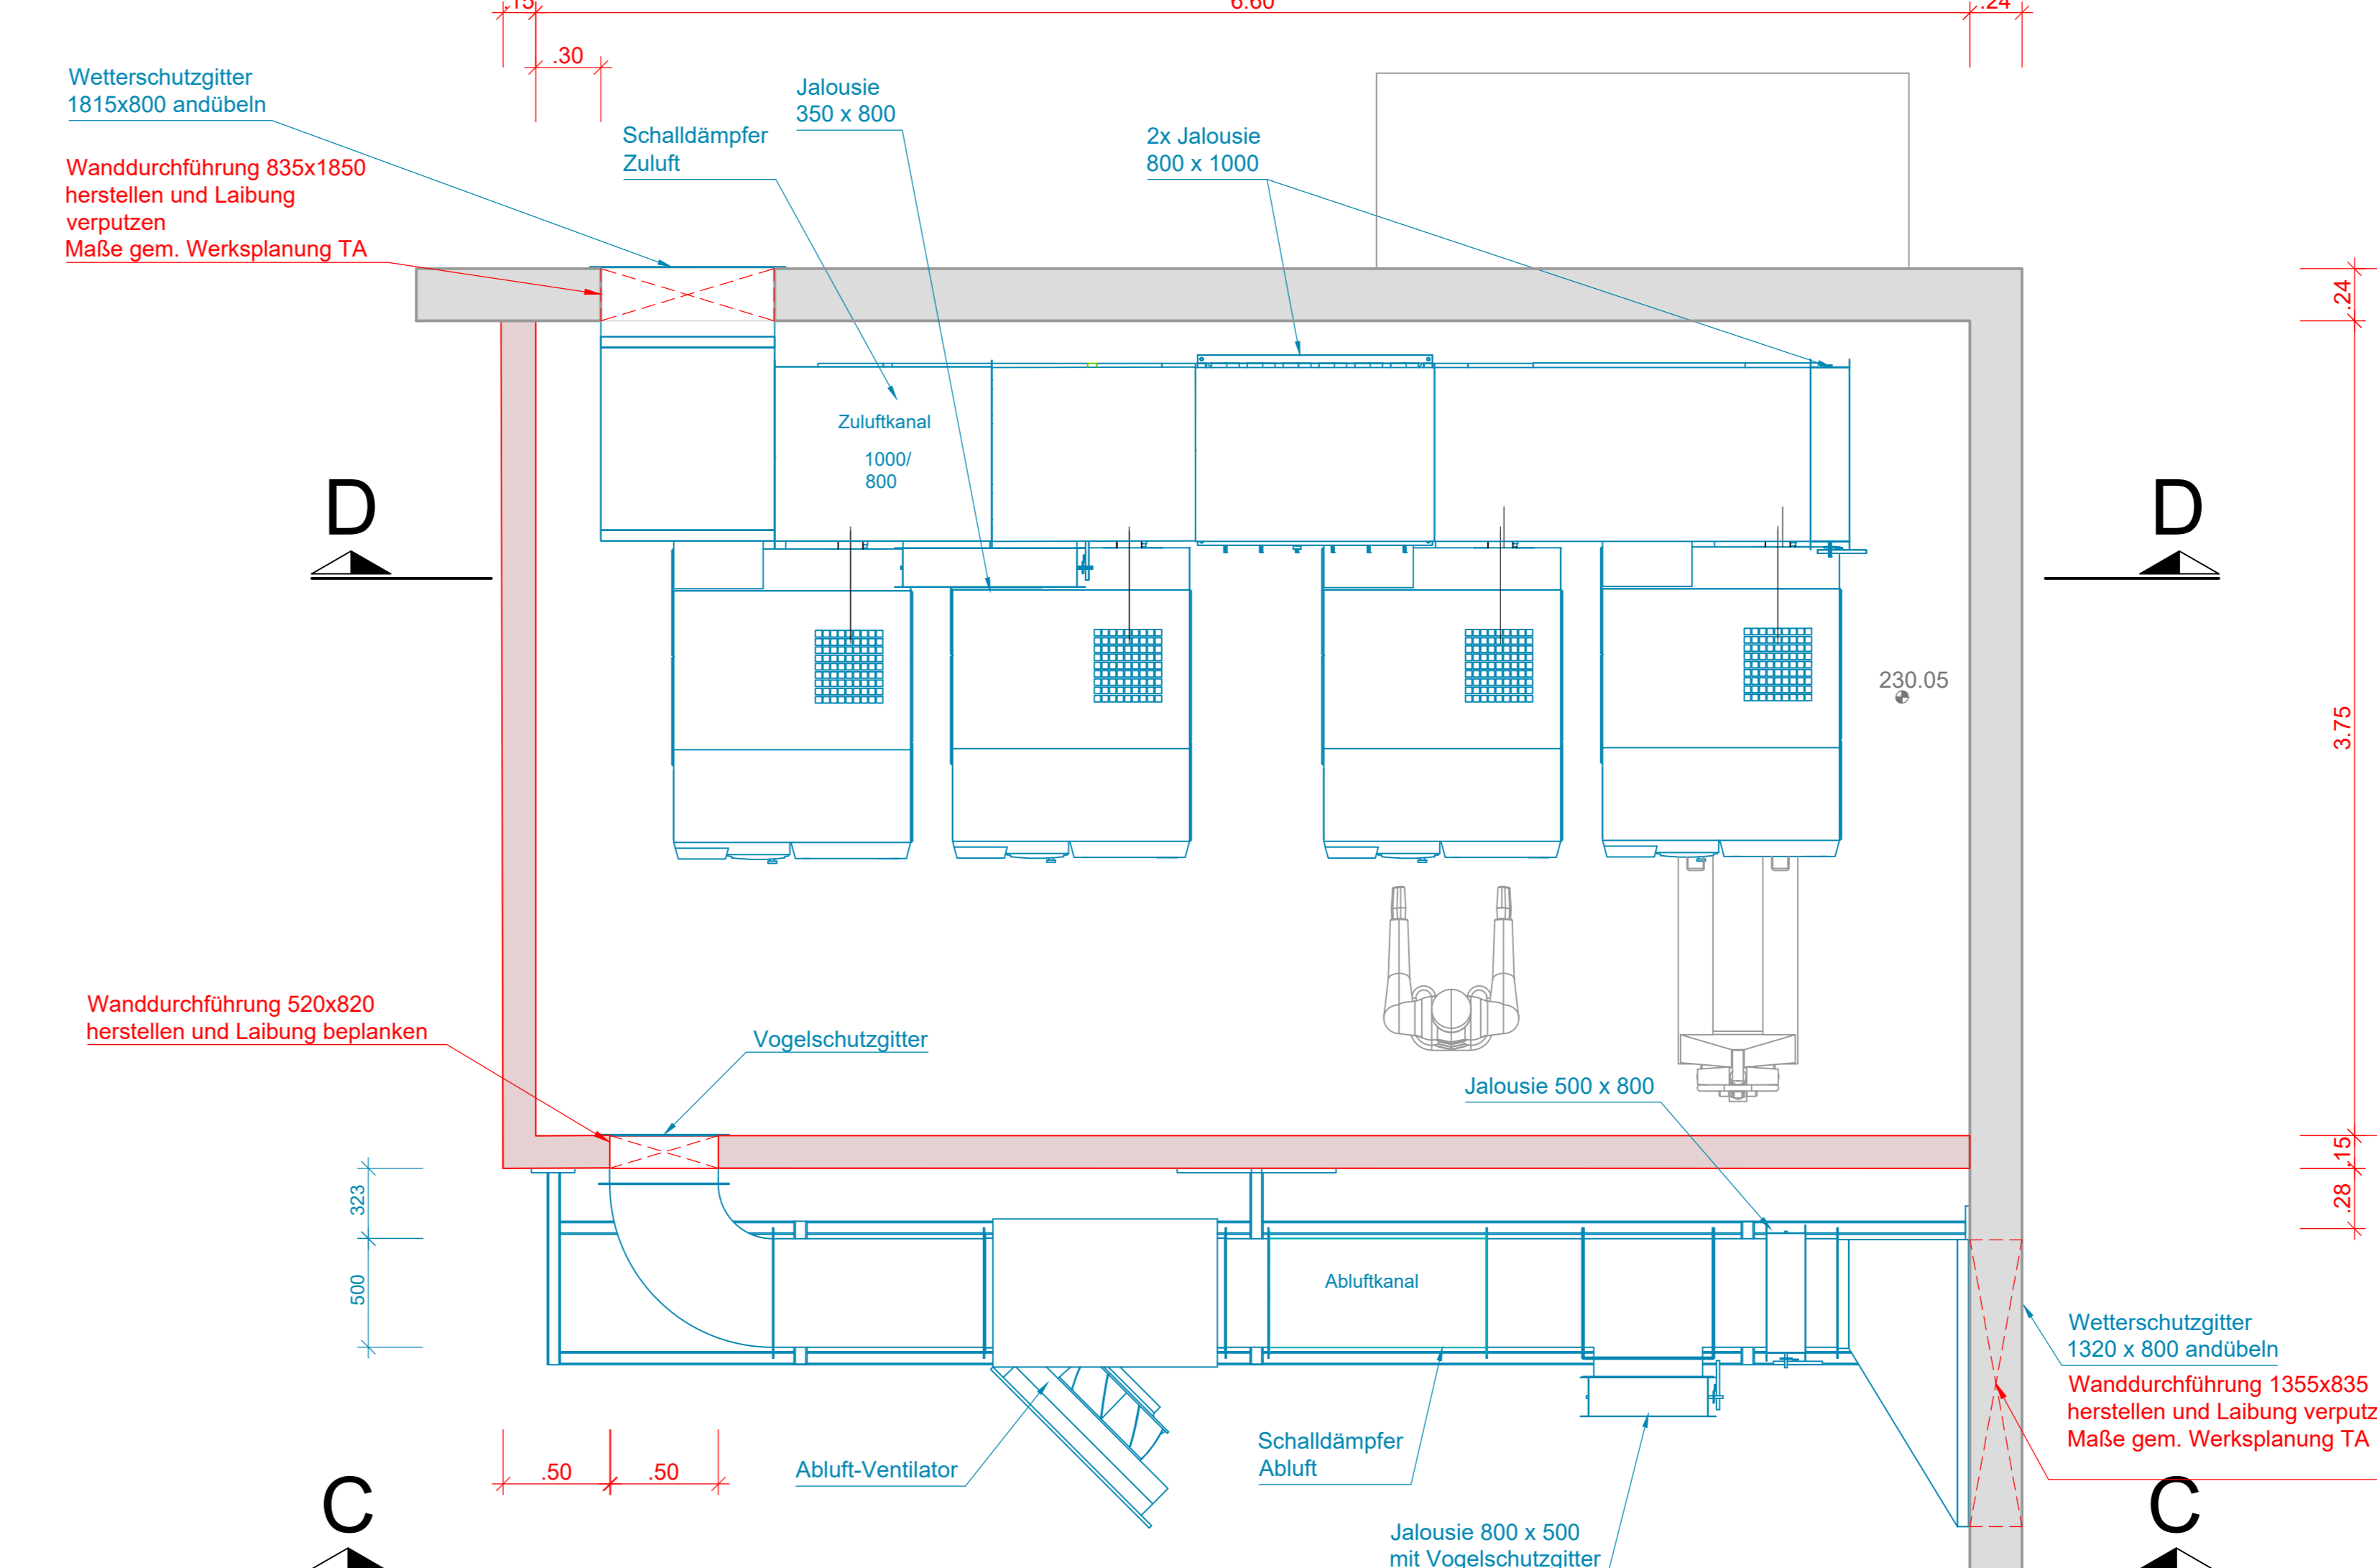 .15
6.60
.24
.30
Wetterschutzgitter
1815x800 andübeln
Jalousie
350 x 800
Schalldämpfer
Zuluft
2x Jalousie
800 x 1000
Wanddurchführung 835x1850
herstellen und Laibung
verputzen
Maße gem. Werksplanung TA
.24
Zuluftkanal
1000/
800
D
D
230.05
3.75
Wanddurchführung 520x820
herstellen und Laibung beplanken
Vogelschutzgitter
Jalousie 500 x 800
.15
.28
323
500
Abluftkanal
Wetterschutzgitter
1320 x 800 andübeln
Wanddurchführung 1355x835
herstellen und Laibung verputz
Maße gem. Werksplanung TA
.50
.50
Abluft-Ventilator
Schalldämpfer
Abluft
C
C
Jalousie 800 x 500
mit Vogelschutzgitter